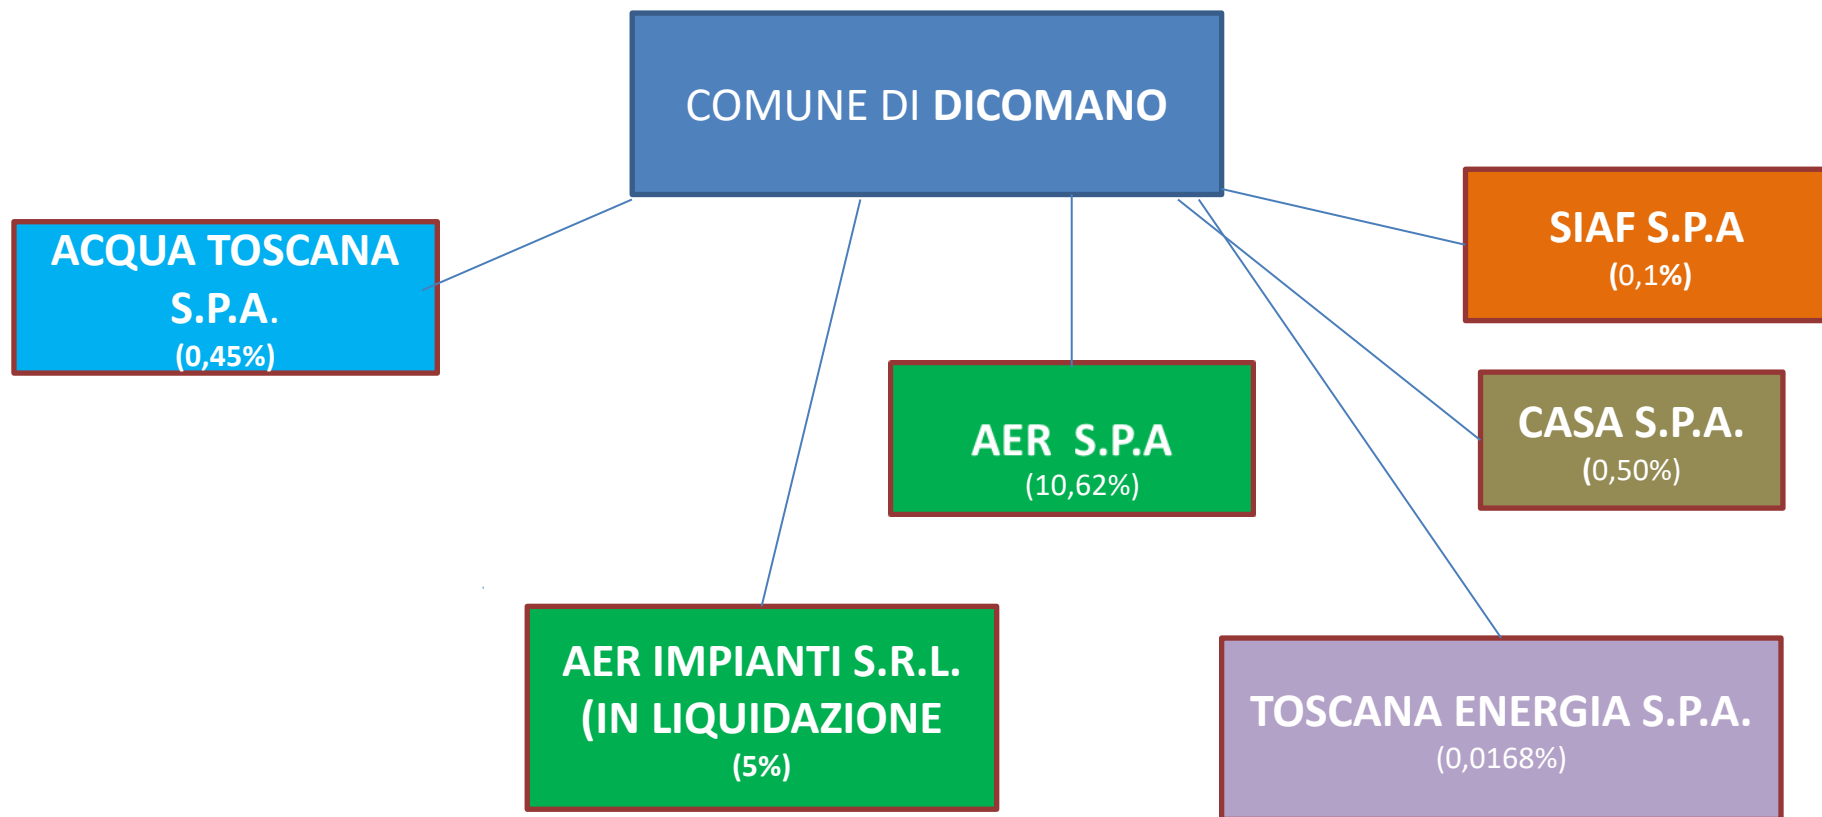 COMUNE DI DICOMANO
ACQUA TOSCANA
S.P.A.
(0,45%)
SIAF S.P.A
(0,1%)
AER  S.P.A
(10,62%)
CASA S.P.A.
(0,50%)
AER IMPIANTI S.R.L.
(IN LIQUIDAZIONE
(5%)
TOSCANA ENERGIA S.P.A.
(0,0168%)